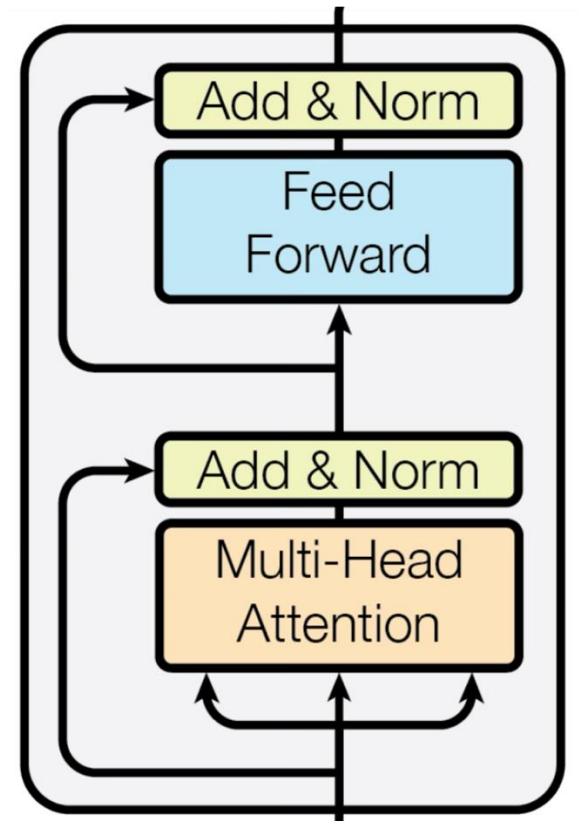 Add & Norm
Feed
Forward
Add & Norm
Multi-Head
Attention